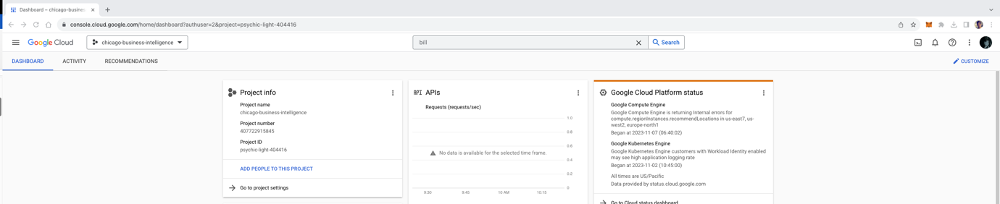 Dashboard – chicago-busines
console.cloud.google.com/home/dashboard?authuser=2&project=psychic-light-404416
Google Cloud
chicago-business-intelligence
bill
Search
DASHBOARD
ACTIVITY
RECOMMENDATIONS
CUSTOMIZE
Project info
Project name
chicago-business-intelligence
Project number
407722915845
Project ID
psychic-light-404416
ADD PEOPLE TO THIS PROJECT
Go to project settings
API APIs
Requests (requests/sec)
1.0
0.8
0.6
No data is available for the selected time frame.
0.4
0.2
0
9:30
9:45
10 AM
10:15
Google Cloud Platform status
Google Compute Engine
Google Compute Engine is returning Internal errors for
compute.regionInstances.recommendLocations in us-east7, us-
west2, europe-north1
Began at 2023-11-07 (06:40:02)
Google Kubernetes Engine
Google Kubernetes Engine customers with Workload Identity enabled
may see high application logging rate
Began at 2023-11-02 (10:45:00)
All times are US/Pacific
Data provided by status.cloud.google.com
Go to Cloud status dashboard